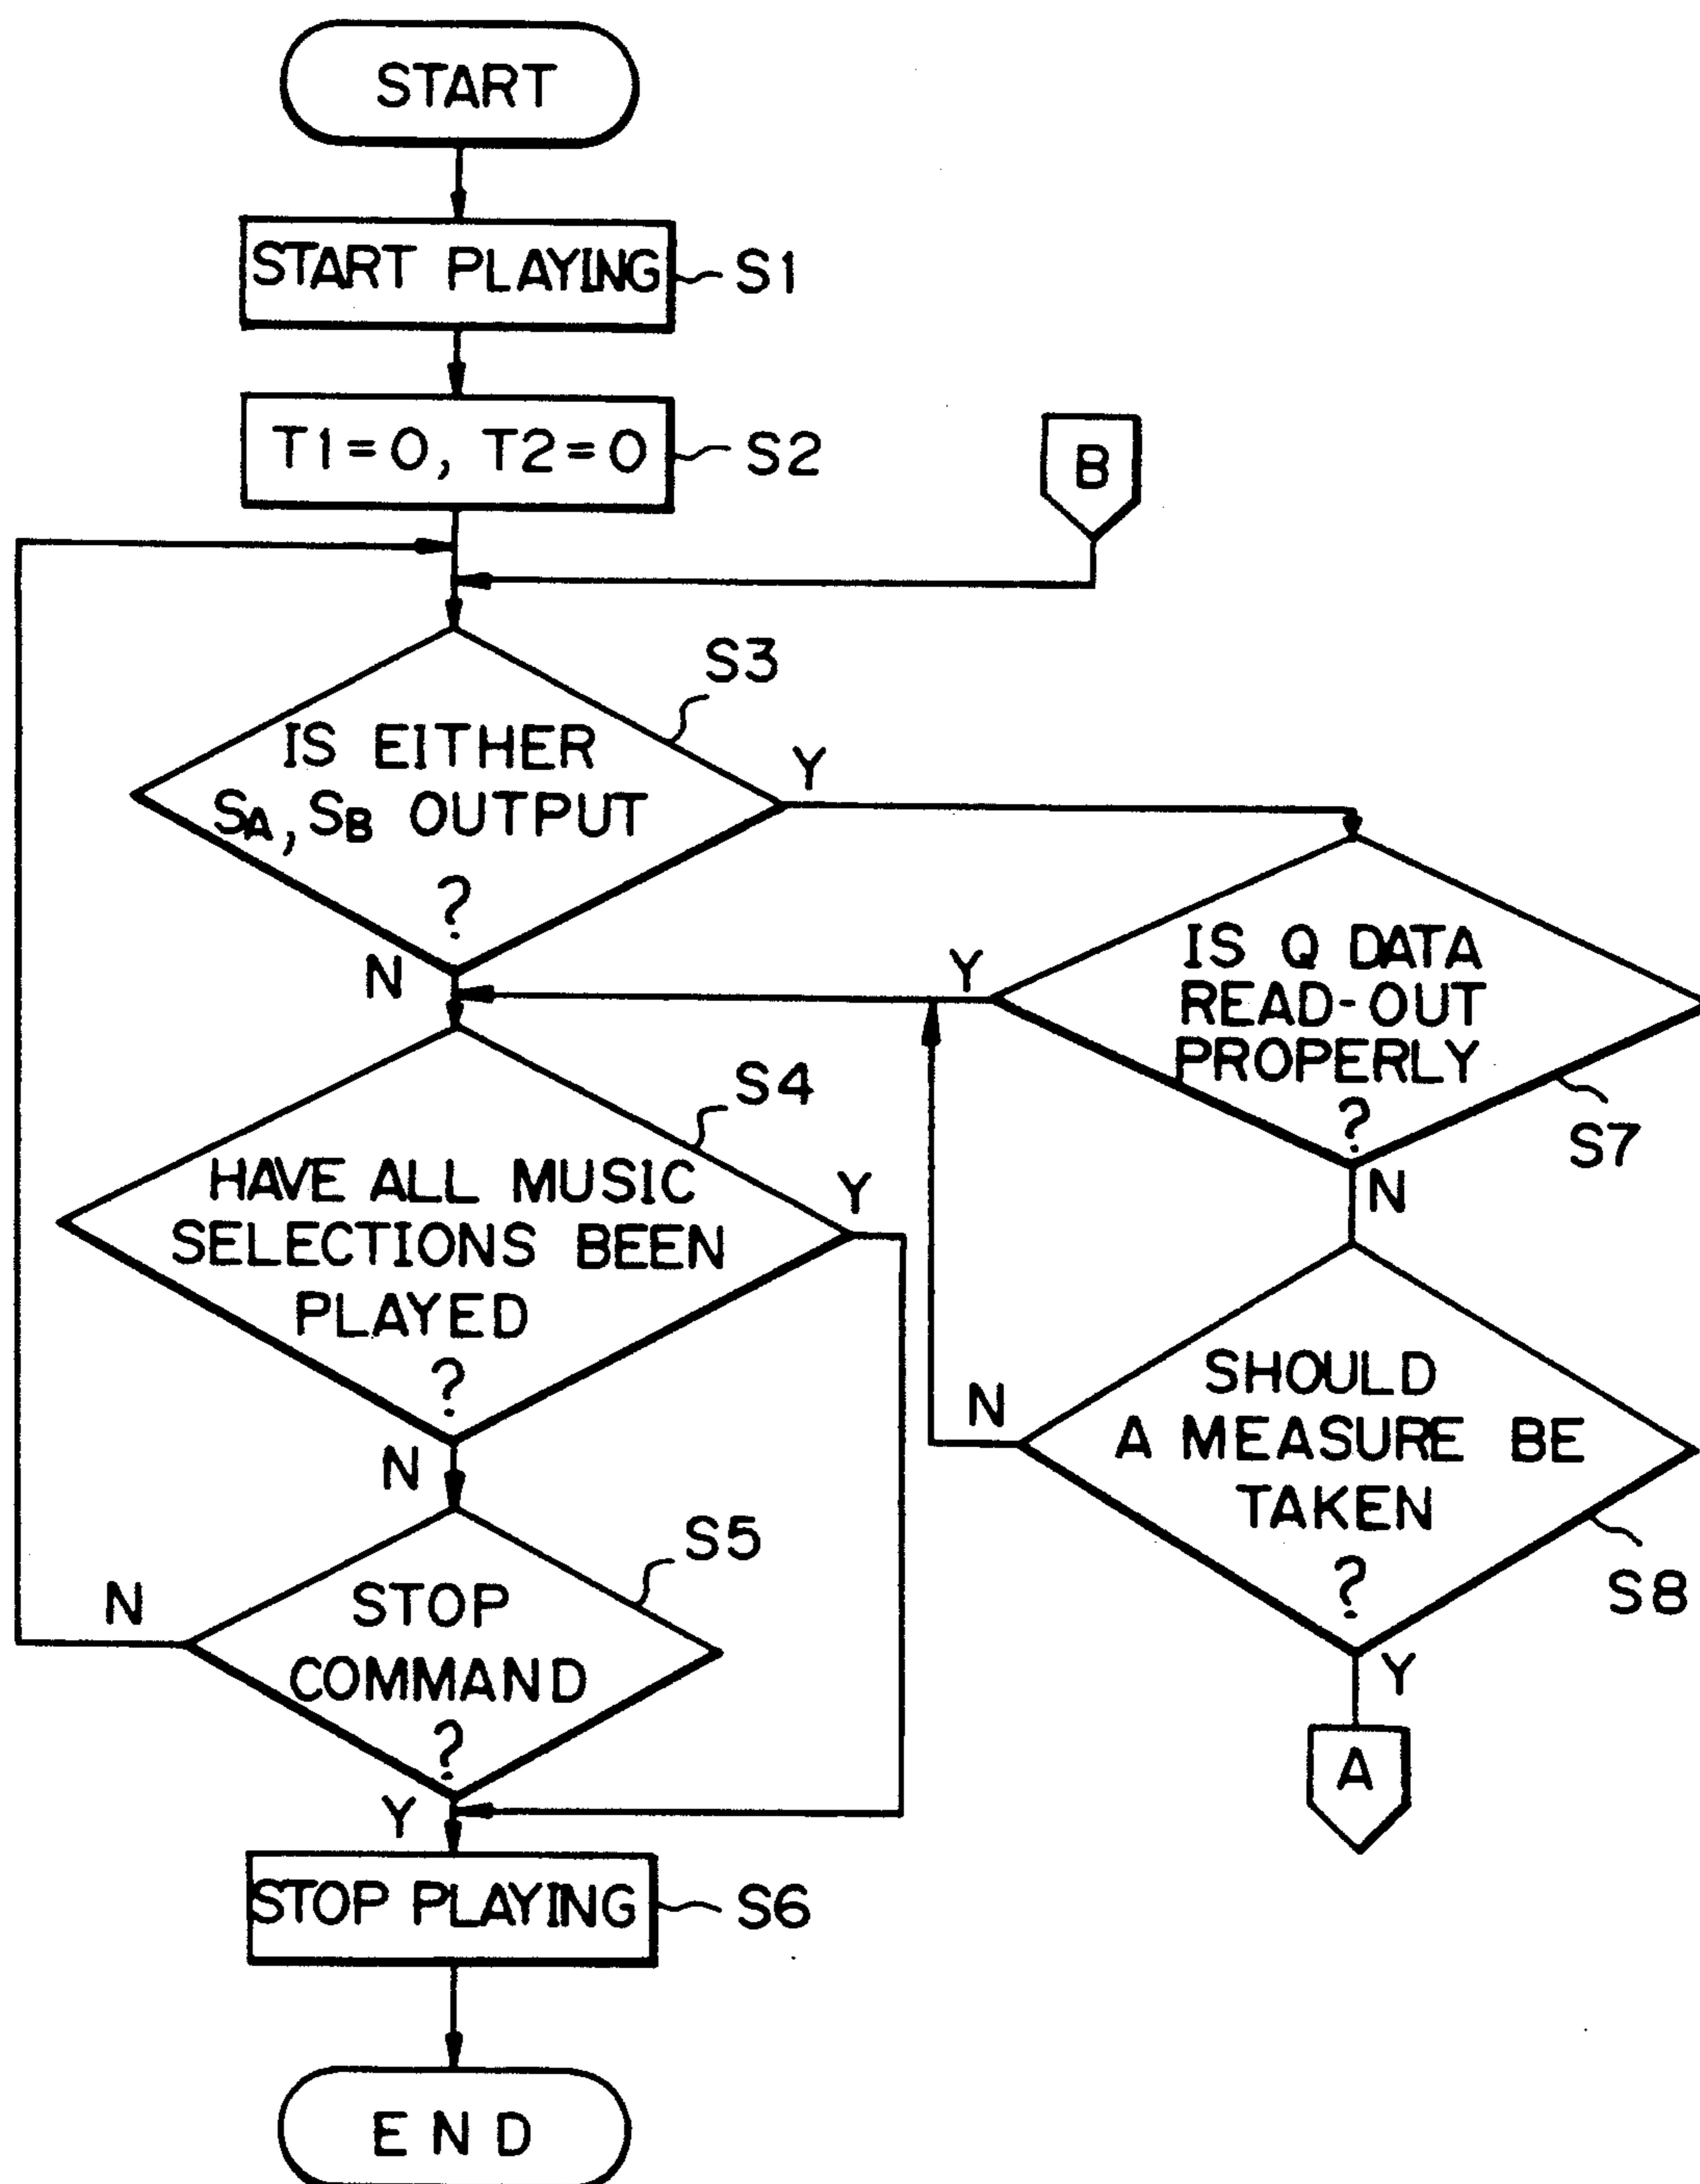 START
START PLAYING
S1
T1=0, T2=0
S2
B
S3
IS EITHER
SA, SB OUTPUT
?
Y
N
IS Q DATA
READ-OUT
PROPERLY
?
Y
S7
N
S4
HAVE ALL MUSIC
SELECTIONS BEEN
PLAYED
?
Y
N
SHOULD
A MEASURE BE
TAKEN
?
N
S8
Y
A
S5
STOP
COMMAND
?
N
Y
STOP PLAYING
S6
END